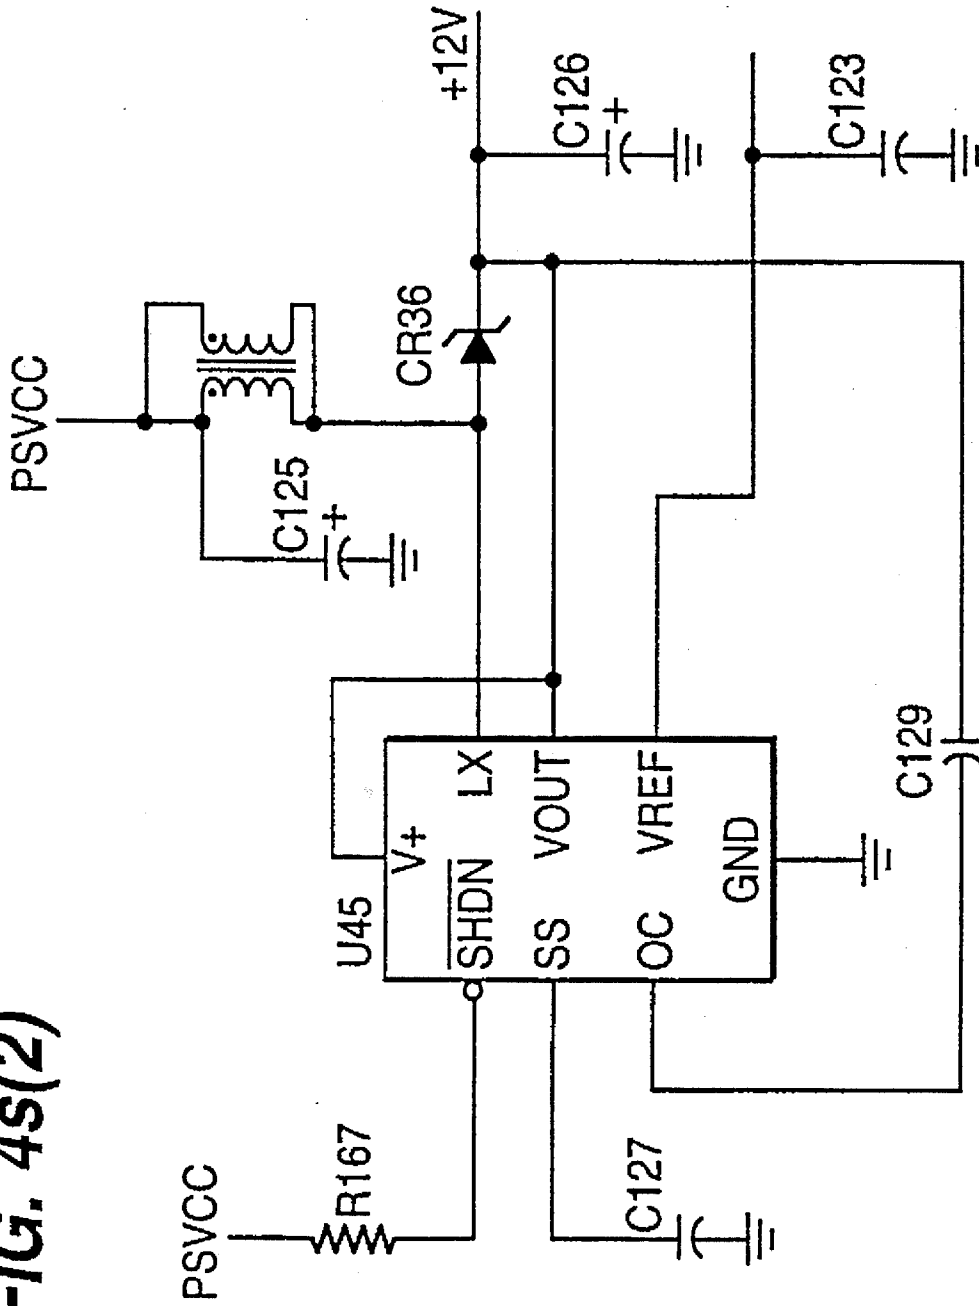 FIG. 4s(2)
PSVCC
+12V
C125
+
CR36
C126
+
C123
U45
V+
SHDN
LX
SS
VOUT
OC
VREF
GND
PSVCC
R167
C127
C129